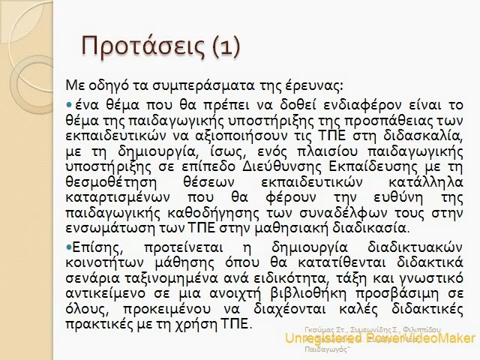 Προτάσεις (1)
Με οδηγό τα συμπεράσματα της έρευνας:
• ένα θέμα που θα πρέπει να δοθεί ενδιαφέρον είναι το
θέμα της παιδαγωγικής υποστήριξης της προσπάθειας των
εκπαιδευτικών να αξιοποιήσουν τις ΤΠΕ στη διδασκαλία,
με τη δημιουργία, ίσως, ενός πλαισίου παιδαγωγικής
υποστήριξης σε επίπεδο Διεύθυνσης Εκπαίδευσης με τη
θεσμοθέτηση θέσεων εκπαιδευτικών κατάλληλα
καταρτισμένων που θα φέρουν την ευθύνη της
παιδαγωγικής καθοδήγησης των συναδέλφων τους στην
ενσωμάτωση των ΤΠΕ στην μαθησιακή διαδικασία.
•Επίσης, προτείνεται η δημιουργία διαδικτυακών
κοινοτήτων μάθησης όπου θα κατατίθενται διδακτικά
σενάρια ταξινομημένα ανά ειδικότητα, τάξη και γνωστικό
αντικείμενο σε μια ανοιχτή βιβλιοθήκη προσβάσιμη σε
όλους, προκειμένου να διαχέονται καλές διδακτικές
πρακτικές με τη χρήση ΤΠΕ.
Γκούμας Στ., Συμεωνίδης Σ., Φιλιππίδου
Unregistered PowerVideoMaker
Παιδαγωγός"